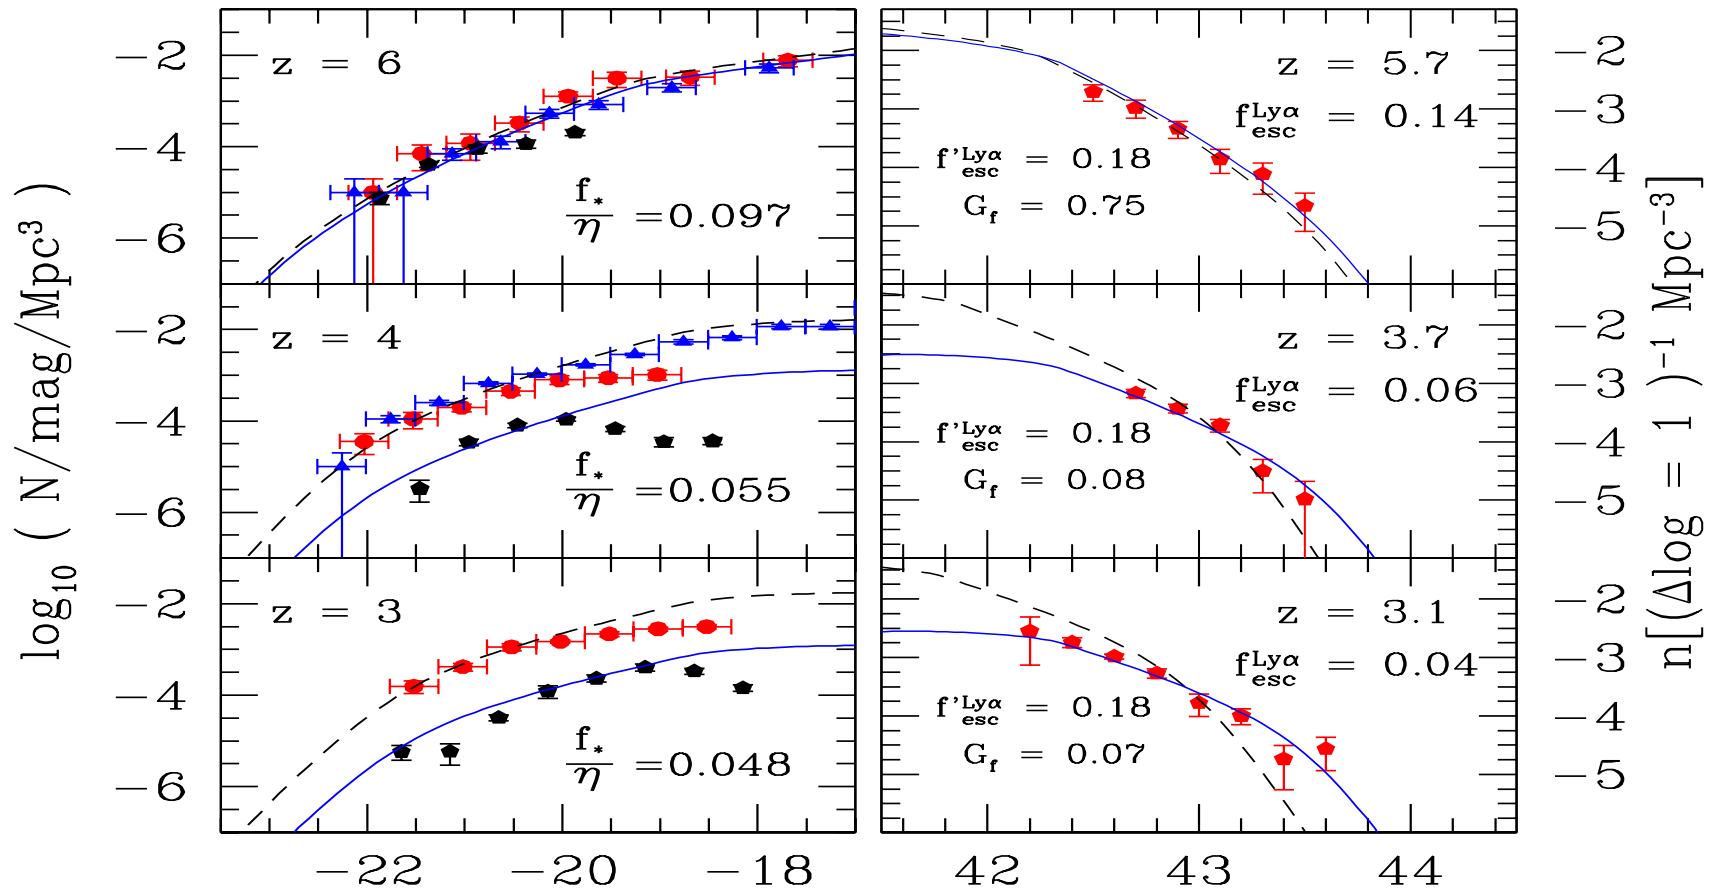 log₁₀ ( N/mag/Mpc³ )
−2
−4
−6
−2
−4
−6
−2
−4
−6
z = 6
f* / η =0.097
z = 4
f* / η =0.055
z = 3
f* / η =0.048
−22 −20 −18
z = 5.7
f^Lyα_esc = 0.14
f'^Lyα_esc = 0.18
G_f = 0.75
z = 3.7
f^Lyα_esc = 0.06
f'^Lyα_esc = 0.18
G_f = 0.08
z = 3.1
f^Lyα_esc = 0.04
f'^Lyα_esc = 0.18
G_f = 0.07
42 43 44
−2
−3
−4
−5
−2
−3
−4
−5
−2
−3
−4
−5
n[(Δlog = 1 )⁻¹ Mpc⁻³]